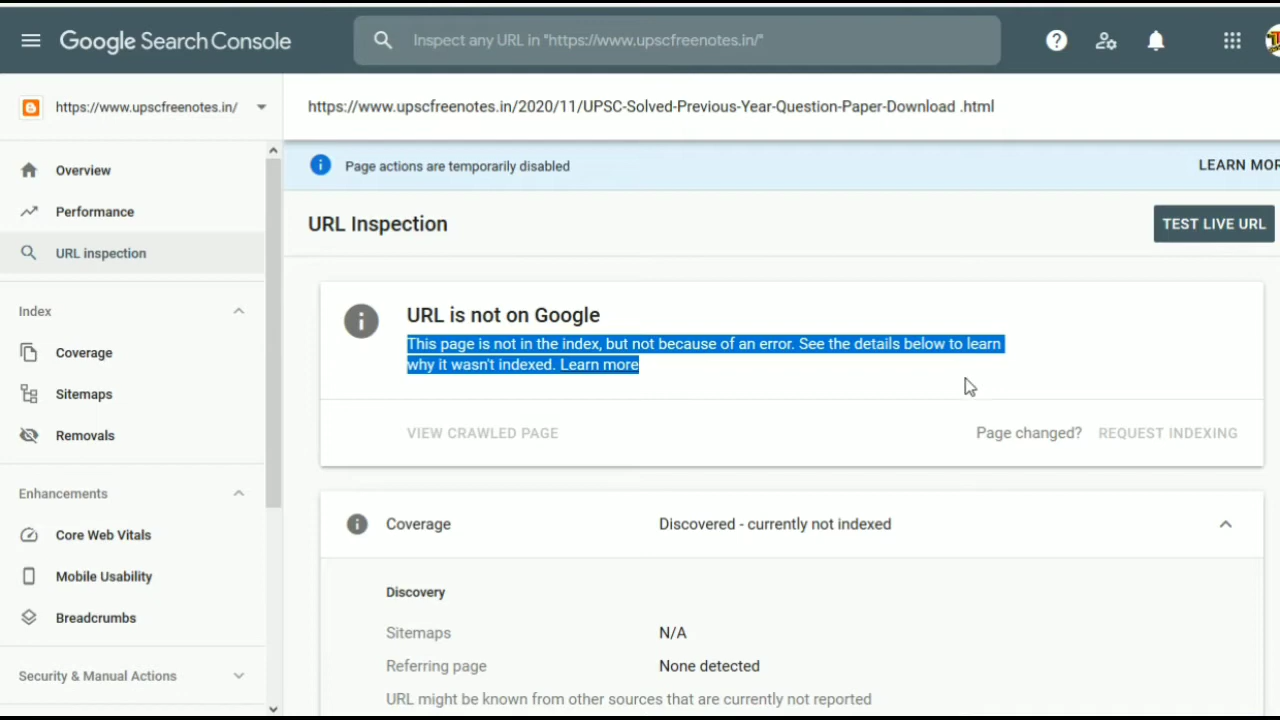 Google Search Console
Inspect any URL in "https://www.upscfreenotes.in/"
https://www.upscfreenotes.in/
https://www.upscfreenotes.in/2020/11/UPSC-Solved-Previous-Year-Question-Paper-Download .html
Page actions are temporarily disabled
LEARN MOR
Overview
Performance
URL inspection
Index
Coverage
Sitemaps
Removals
Enhancements
Core Web Vitals
Mobile Usability
Breadcrumbs
Security & Manual Actions
URL Inspection
TEST LIVE URL
URL is not on Google
This page is not in the index, but not because of an error. See the details below to learn
why it wasn't indexed. Learn more
VIEW CRAWLED PAGE
Page changed? REQUEST INDEXING
Coverage Discovered - currently not indexed
Discovery
Sitemaps N/A
Referring page None detected
URL might be known from other sources that are currently not reported